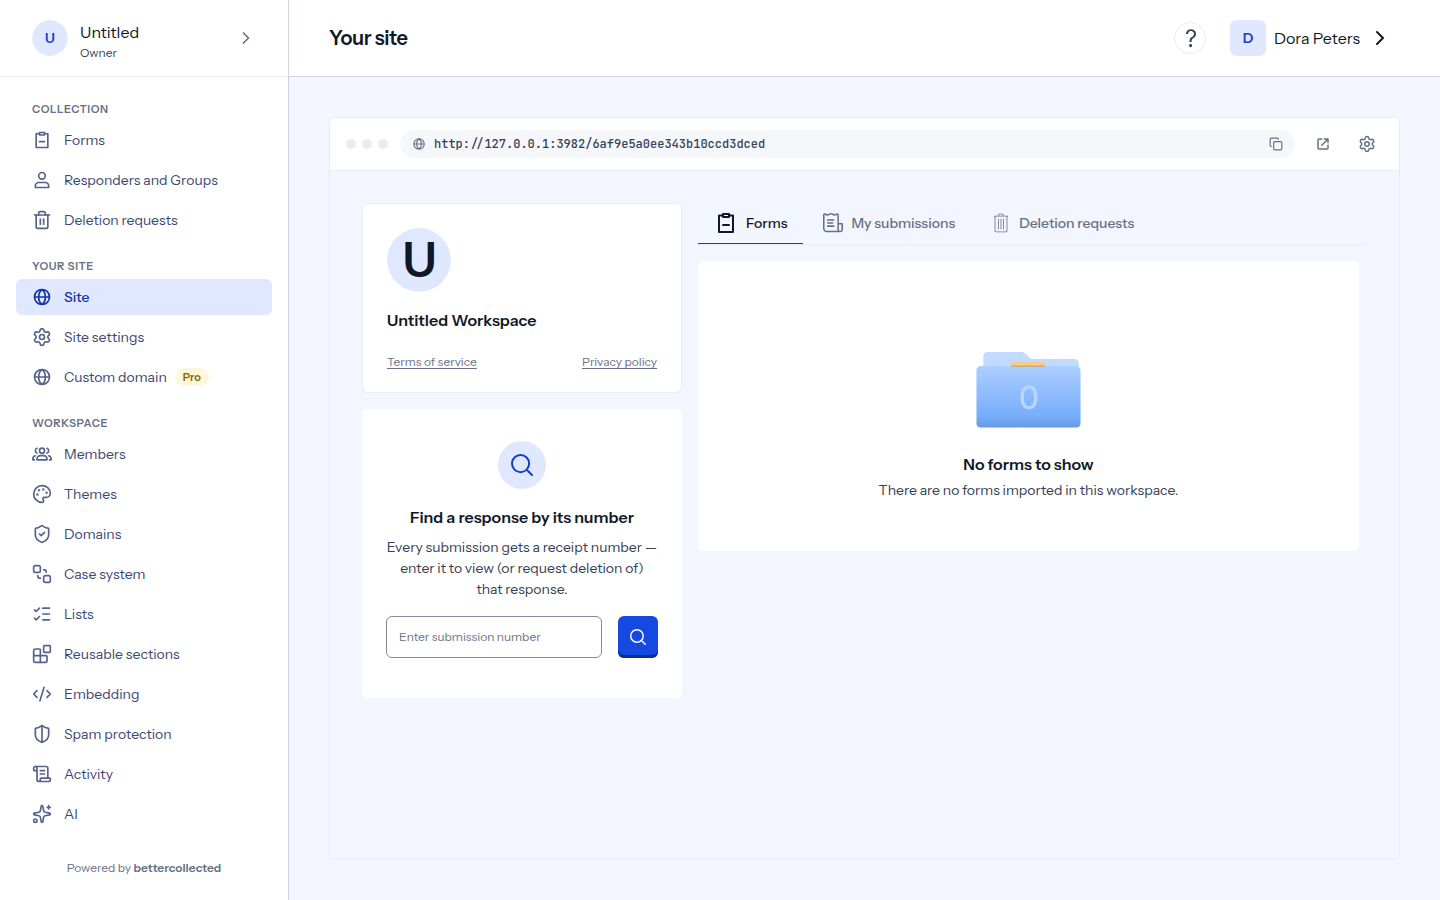 U
Untitled
Owner
COLLECTION
Forms
Responders and Groups
Deletion requests
YOUR SITE
Site
Site settings
Custom domain Pro
WORKSPACE
Members
Themes
Domains
Case system
Lists
Reusable sections
Embedding
Spam protection
Activity
AI
Powered by bettercollected
Your site
?
D
Dora Peters
http://127.0.0.1:3982/6af9e5a0ee343b10ccd3dced
U
Untitled Workspace
Terms of service
Privacy policy
Find a response by its number
Every submission gets a receipt number —
enter it to view (or request deletion of)
that response.
Enter submission number
Forms
My submissions
Deletion requests
0
No forms to show
There are no forms imported in this workspace.